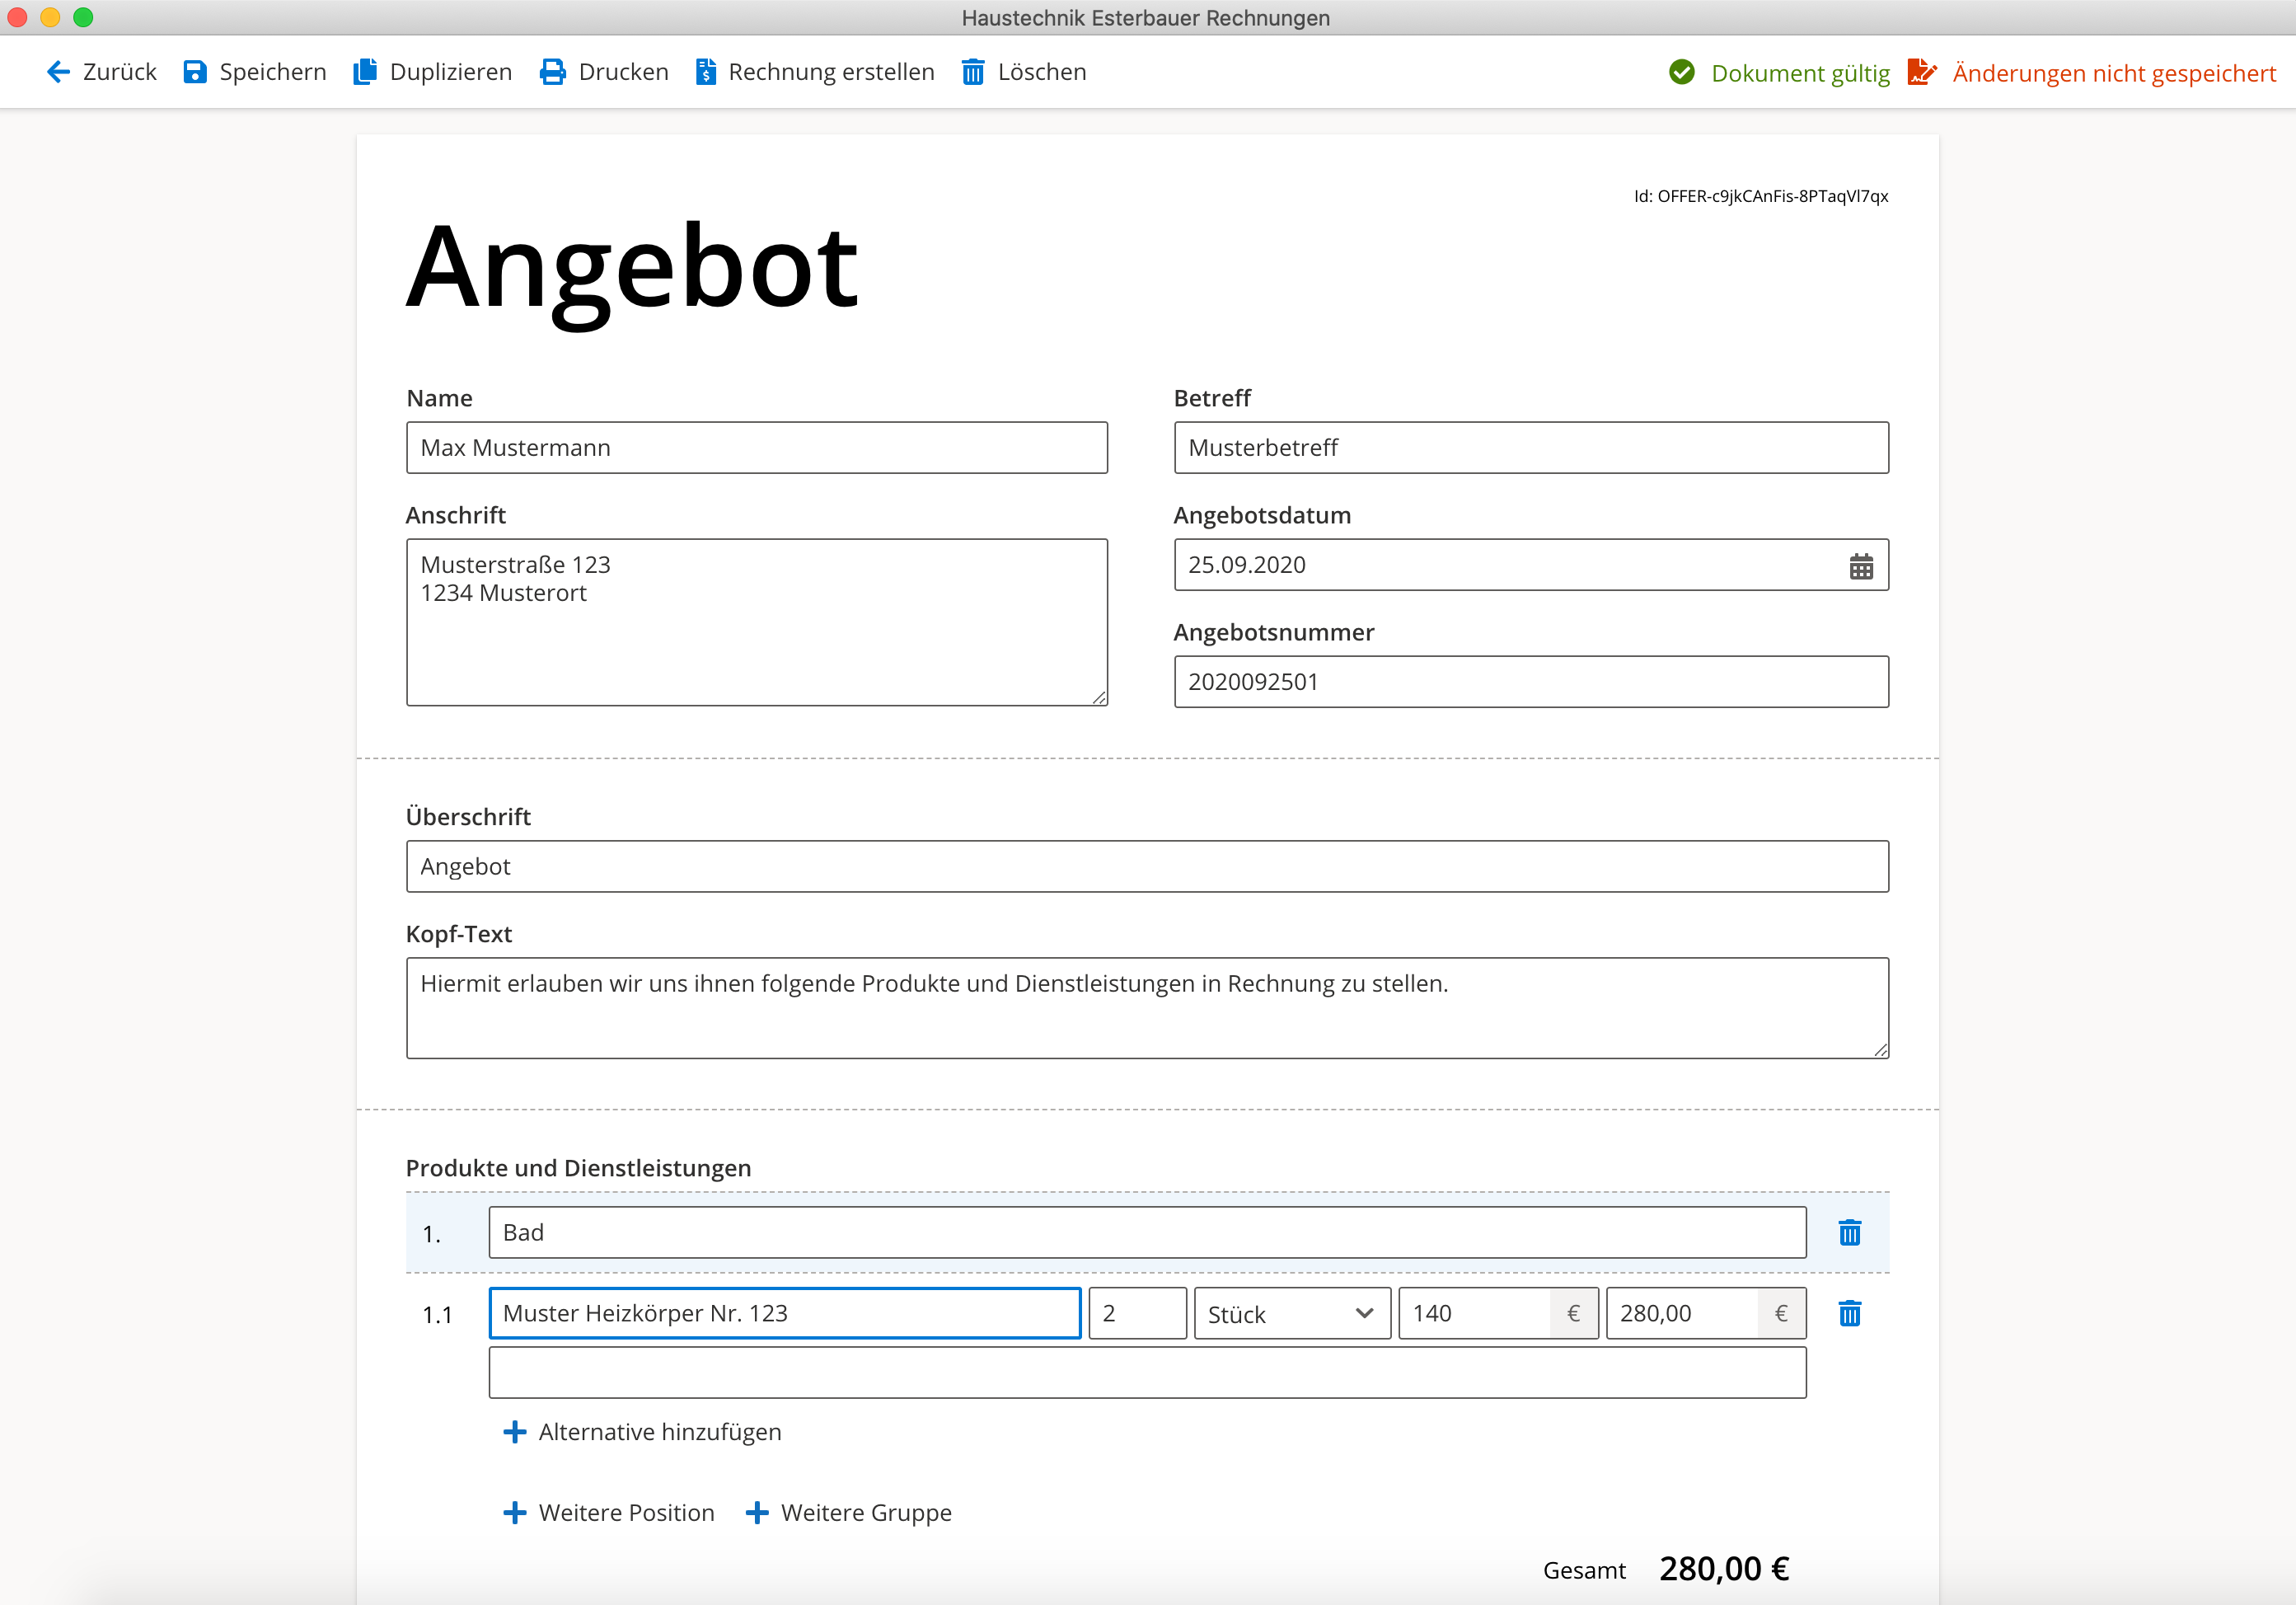 Haustechnik Esterbauer Rechnungen
Zurück Speichern Duplizieren Drucken Rechnung erstellen Löschen Dokument gültig Änderungen nicht gespeichert
Id: OFFER-c9jkCAnFis-8PTaqVl7qx
Angebot
Name
Max Mustermann
Betreff
Musterbetreff
Anschrift
Musterstraße 123
1234 Musterort
Angebotsdatum
25.09.2020
Angebotsnummer
2020092501
Überschrift
Angebot
Kopf-Text
Hiermit erlauben wir uns ihnen folgende Produkte und Dienstleistungen in Rechnung zu stellen.
Produkte und Dienstleistungen
1. Bad
1.1 Muster Heizkörper Nr. 123 2 Stück 140 € 280,00 €
Alternative hinzufügen
Weitere Position Weitere Gruppe
Gesamt 280,00 €